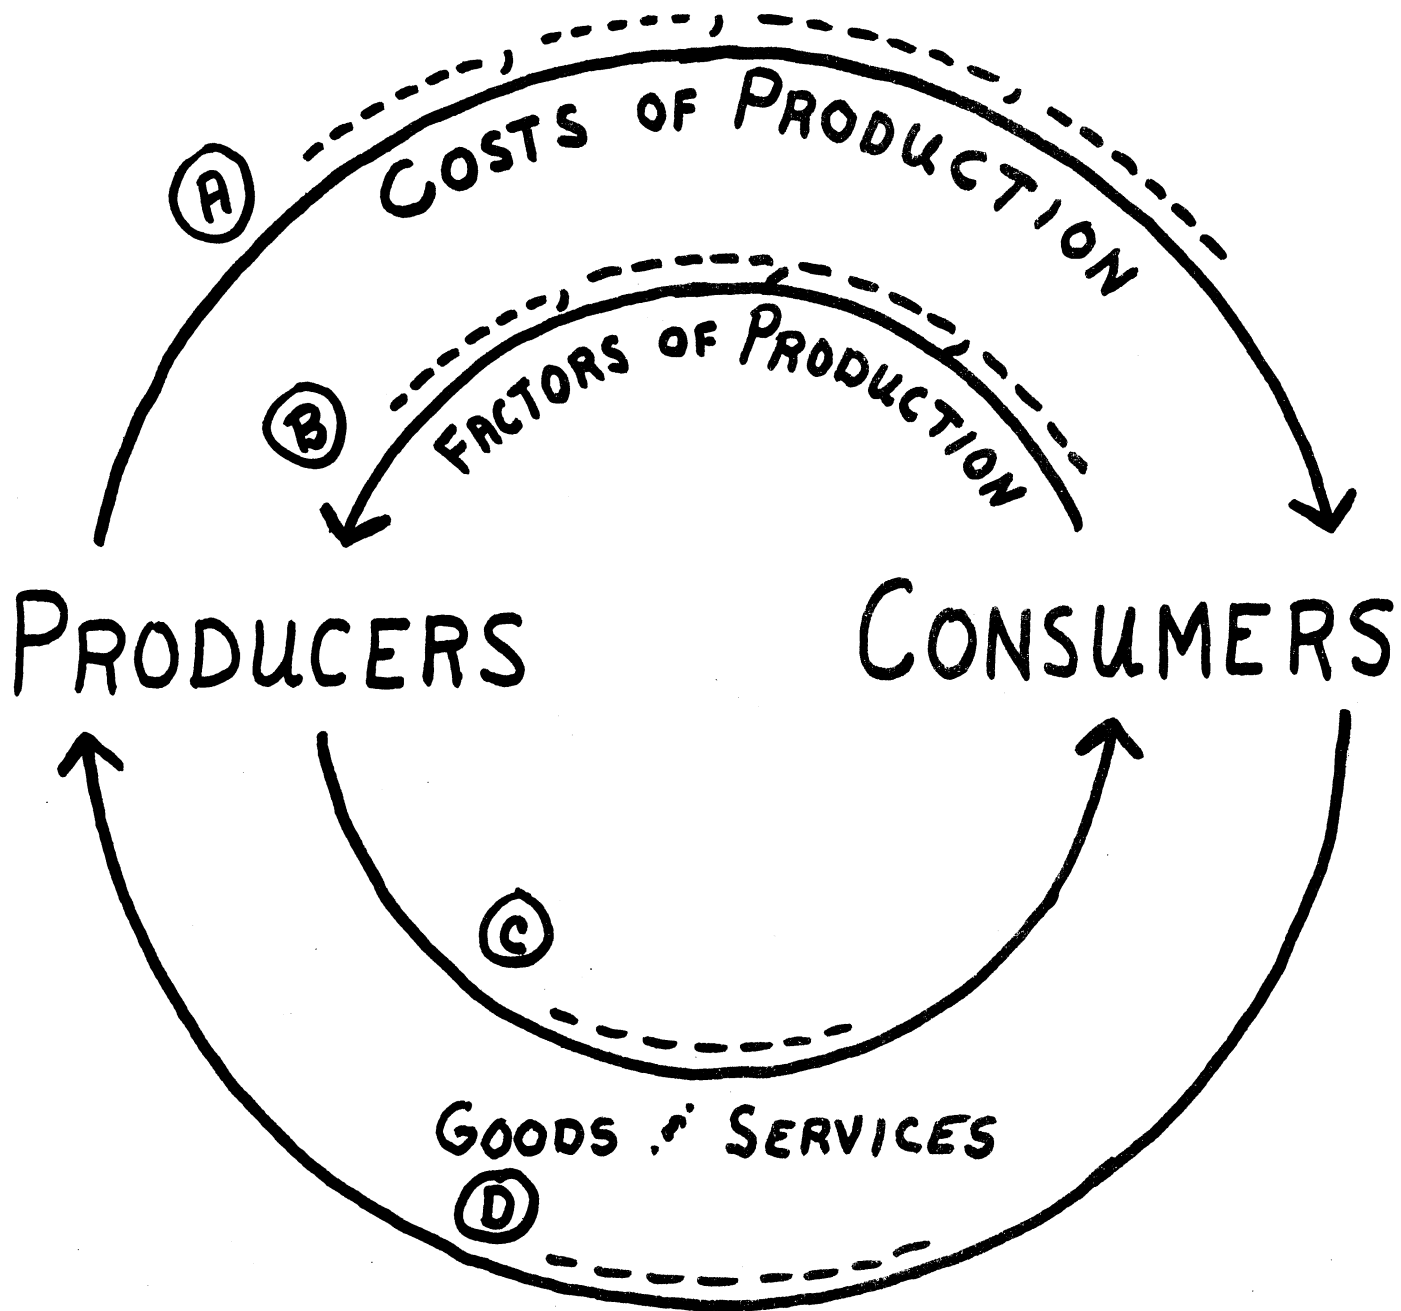 A
COSTS OF PRODUCTION
B
FACTORS OF PRODUCTION
PRODUCERS
CONSUMERS
C
GOODS & SERVICES
D